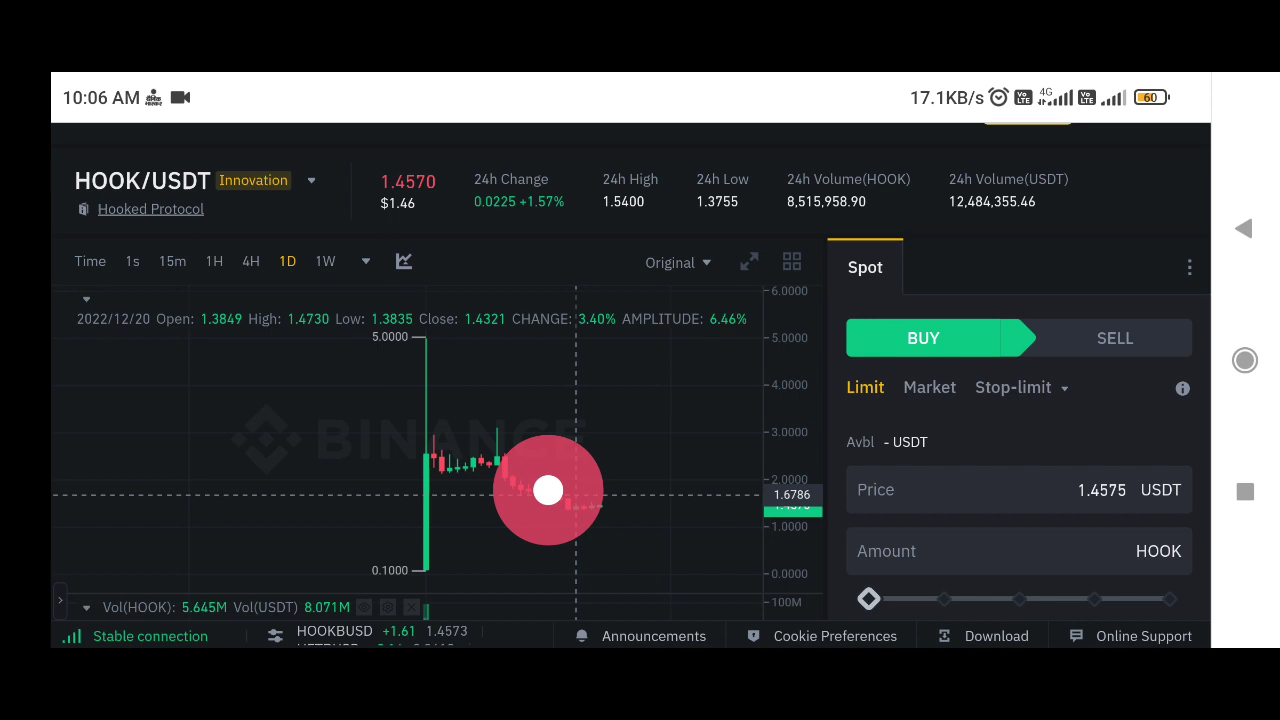 10:06 AM
17.1KB/s Vo LTE 4G Vo LTE 60
HOOK/USDT Innovation
Hooked Protocol
1.4570
$1.46
24h Change
0.0225 +1.57%
24h High
1.5400
24h Low
1.3755
24h Volume(HOOK)
8,515,958.90
24h Volume(USDT)
12,484,355.46
Time 1s 15m 1H 4H 1D 1W
Original
2022/12/20 Open: 1.3849 High: 1.4730 Low: 1.3835 Close: 1.4321 CHANGE: 3.40% AMPLITUDE: 6.46%
5.0000
0.1000
BINANCE
6.0000
5.0000
4.0000
3.0000
2.0000
1.6786
1.0000
0.0000
100M
Vol(HOOK): 5.645M Vol(USDT) 8.071M
Spot
BUY SELL
Limit Market Stop-limit
Avbl - USDT
Price 1.4575 USDT
Amount HOOK
Stable connection
HOOKBUSD +1.61 1.4573
Announcements Cookie Preferences Download Online Support